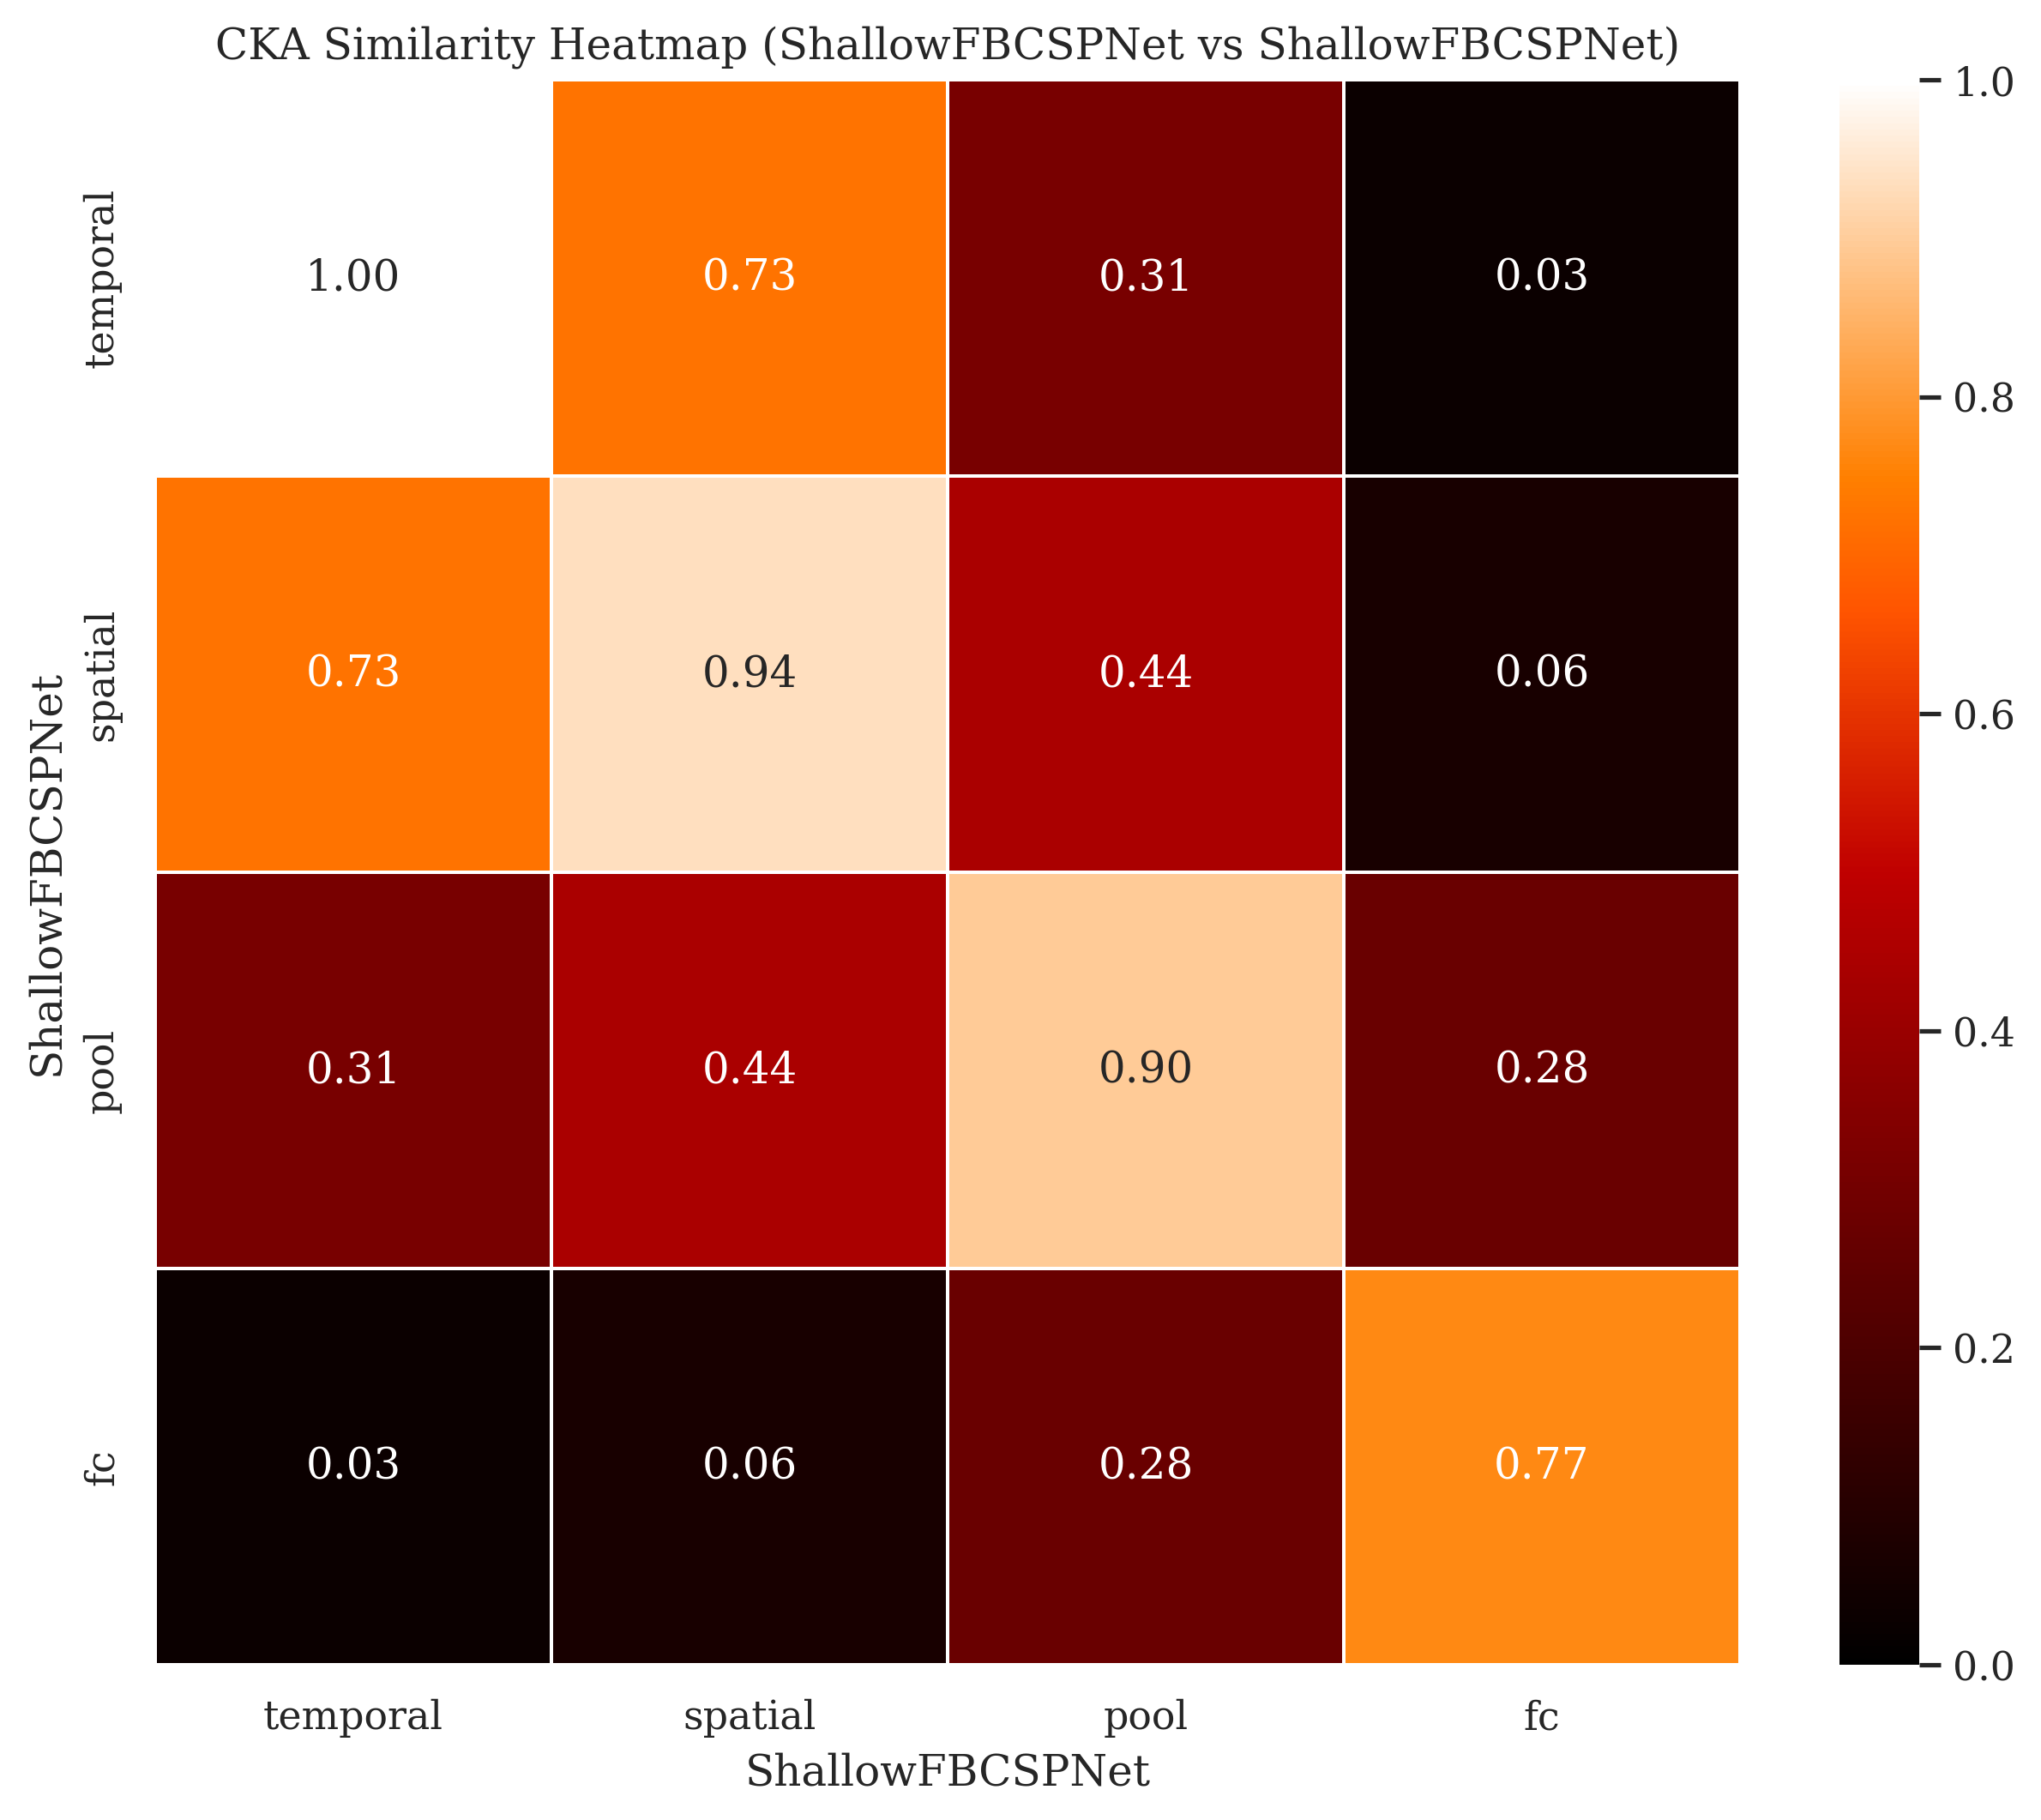 CKA Similarity Heatmap (ShallowFBCSPNet vs ShallowFBCSPNet)
1.0
0.8
0.6
0.4
0.2
0.0
ShallowFBCSPNet
temporal
1.00 0.73 0.31 0.03
spatial
0.73 0.94 0.44 0.06
pool
0.31 0.44 0.90 0.28
fc
0.03 0.06 0.28 0.77
temporal spatial pool fc
ShallowFBCSPNet